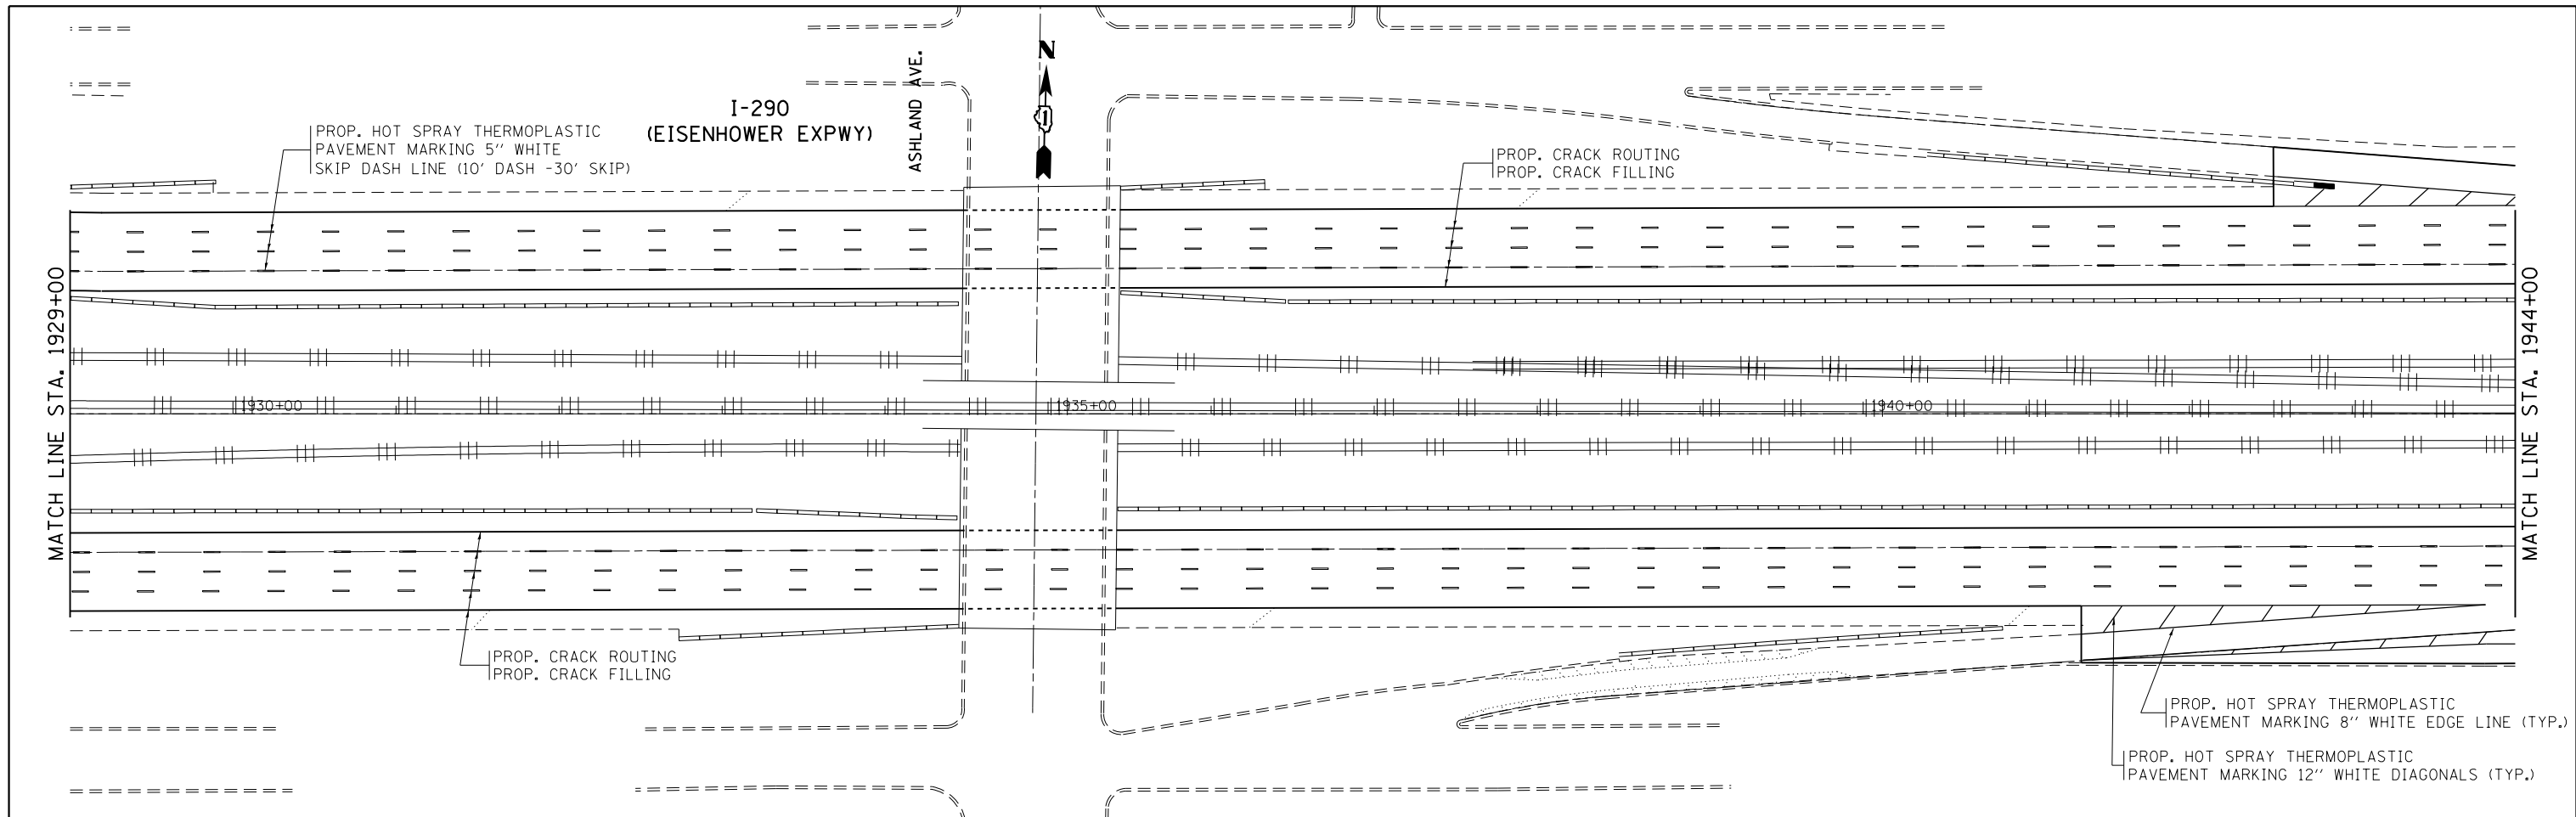 N
1
ASHLAND AVE.
I-290
(EISENHOWER EXPWY)
PROP. HOT SPRAY THERMOPLASTIC
PAVEMENT MARKING 5'' WHITE
SKIP DASH LINE (10' DASH -30' SKIP)
PROP. CRACK ROUTING
PROP. CRACK FILLING
MATCH LINE STA. 1929+00
1930+00
1935+00
1940+00
MATCH LINE STA. 1944+00
PROP. CRACK ROUTING
PROP. CRACK FILLING
PROP. HOT SPRAY THERMOPLASTIC
PAVEMENT MARKING 8'' WHITE EDGE LINE (TYP.)
PROP. HOT SPRAY THERMOPLASTIC
PAVEMENT MARKING 12'' WHITE DIAGONALS (TYP.)